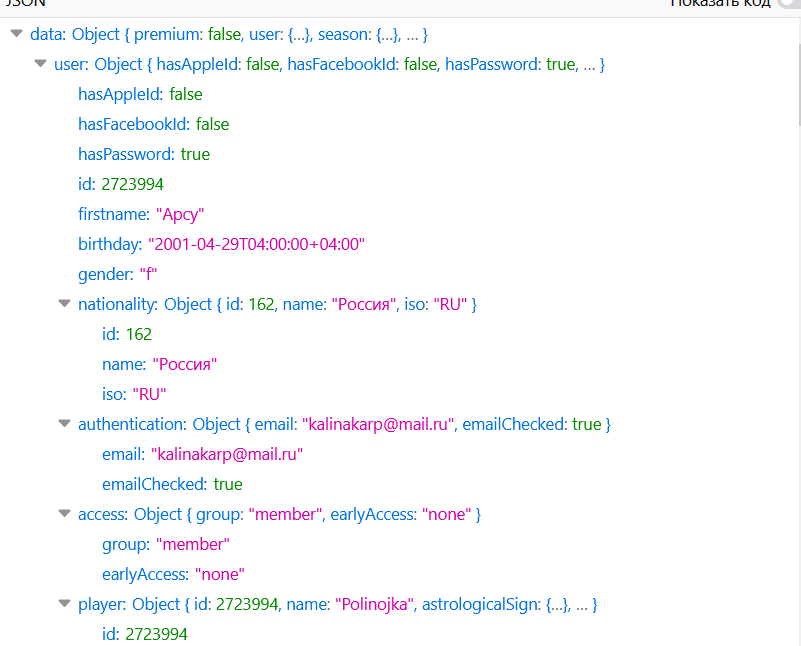 JSON Показать код
data: Object { premium: false, user: {…}, season: {…}, … }
user: Object { hasAppleId: false, hasFacebookId: false, hasPassword: true, … }
hasAppleId: false
hasFacebookId: false
hasPassword: true
id: 2723994
firstname: "Арсу"
birthday: "2001-04-29T04:00:00+04:00"
gender: "f"
nationality: Object { id: 162, name: "Россия", iso: "RU" }
id: 162
name: "Россия"
iso: "RU"
authentication: Object { email: "kalinakarp@mail.ru", emailChecked: true }
email: "kalinakarp@mail.ru"
emailChecked: true
access: Object { group: "member", earlyAccess: "none" }
group: "member"
earlyAccess: "none"
player: Object { id: 2723994, name: "Polinojka", astrologicalSign: {…}, … }
id: 2723994